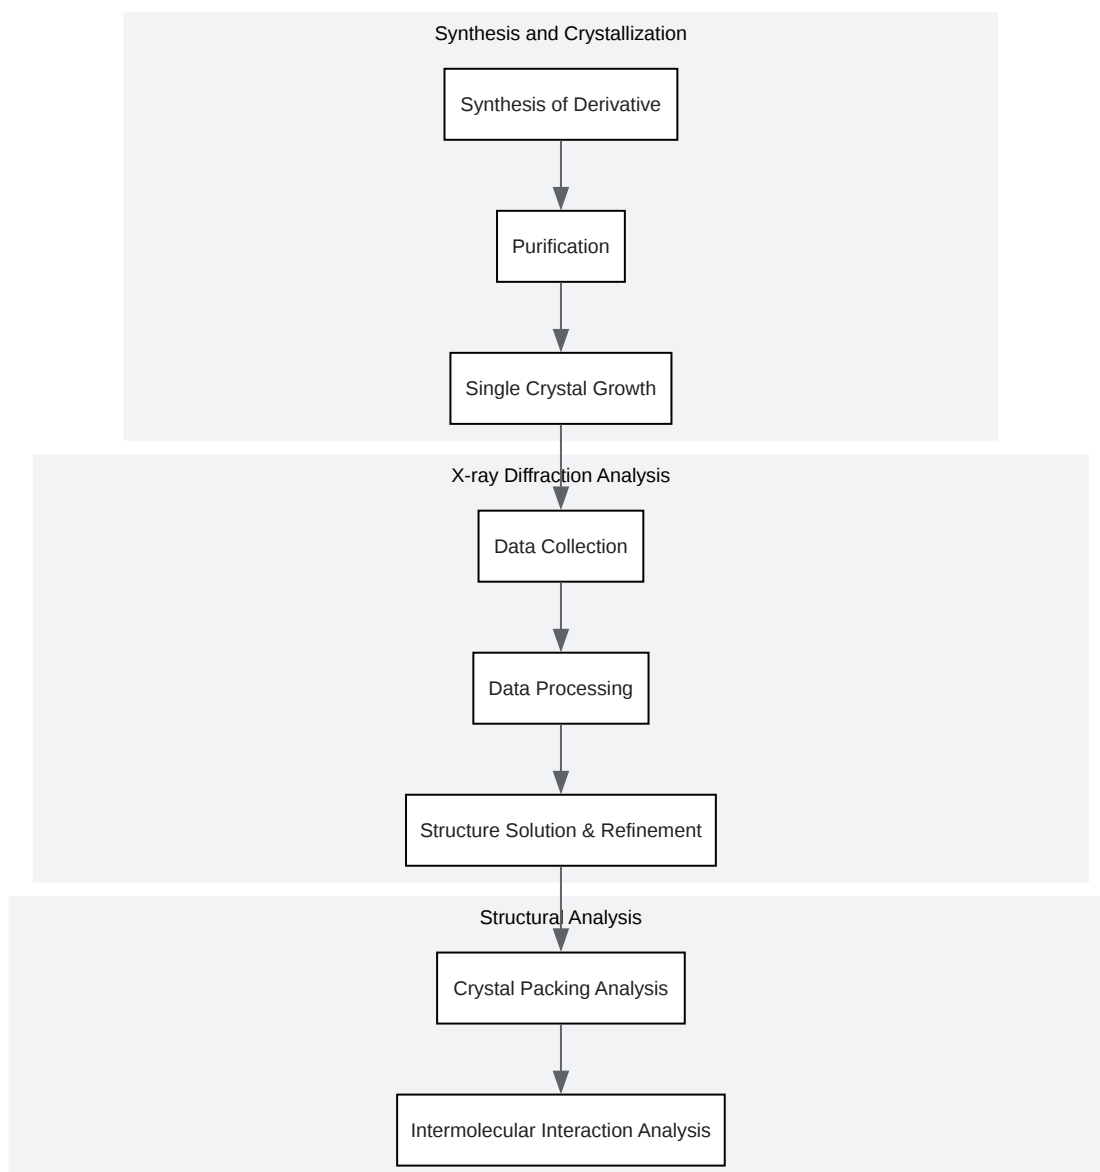 Synthesis and Crystallization
Synthesis of Derivative
Purification
Single Crystal Growth
X-ray Diffraction Analysis
Data Collection
Data Processing
Structure Solution & Refinement
Structural Analysis
Crystal Packing Analysis
Intermolecular Interaction Analysis